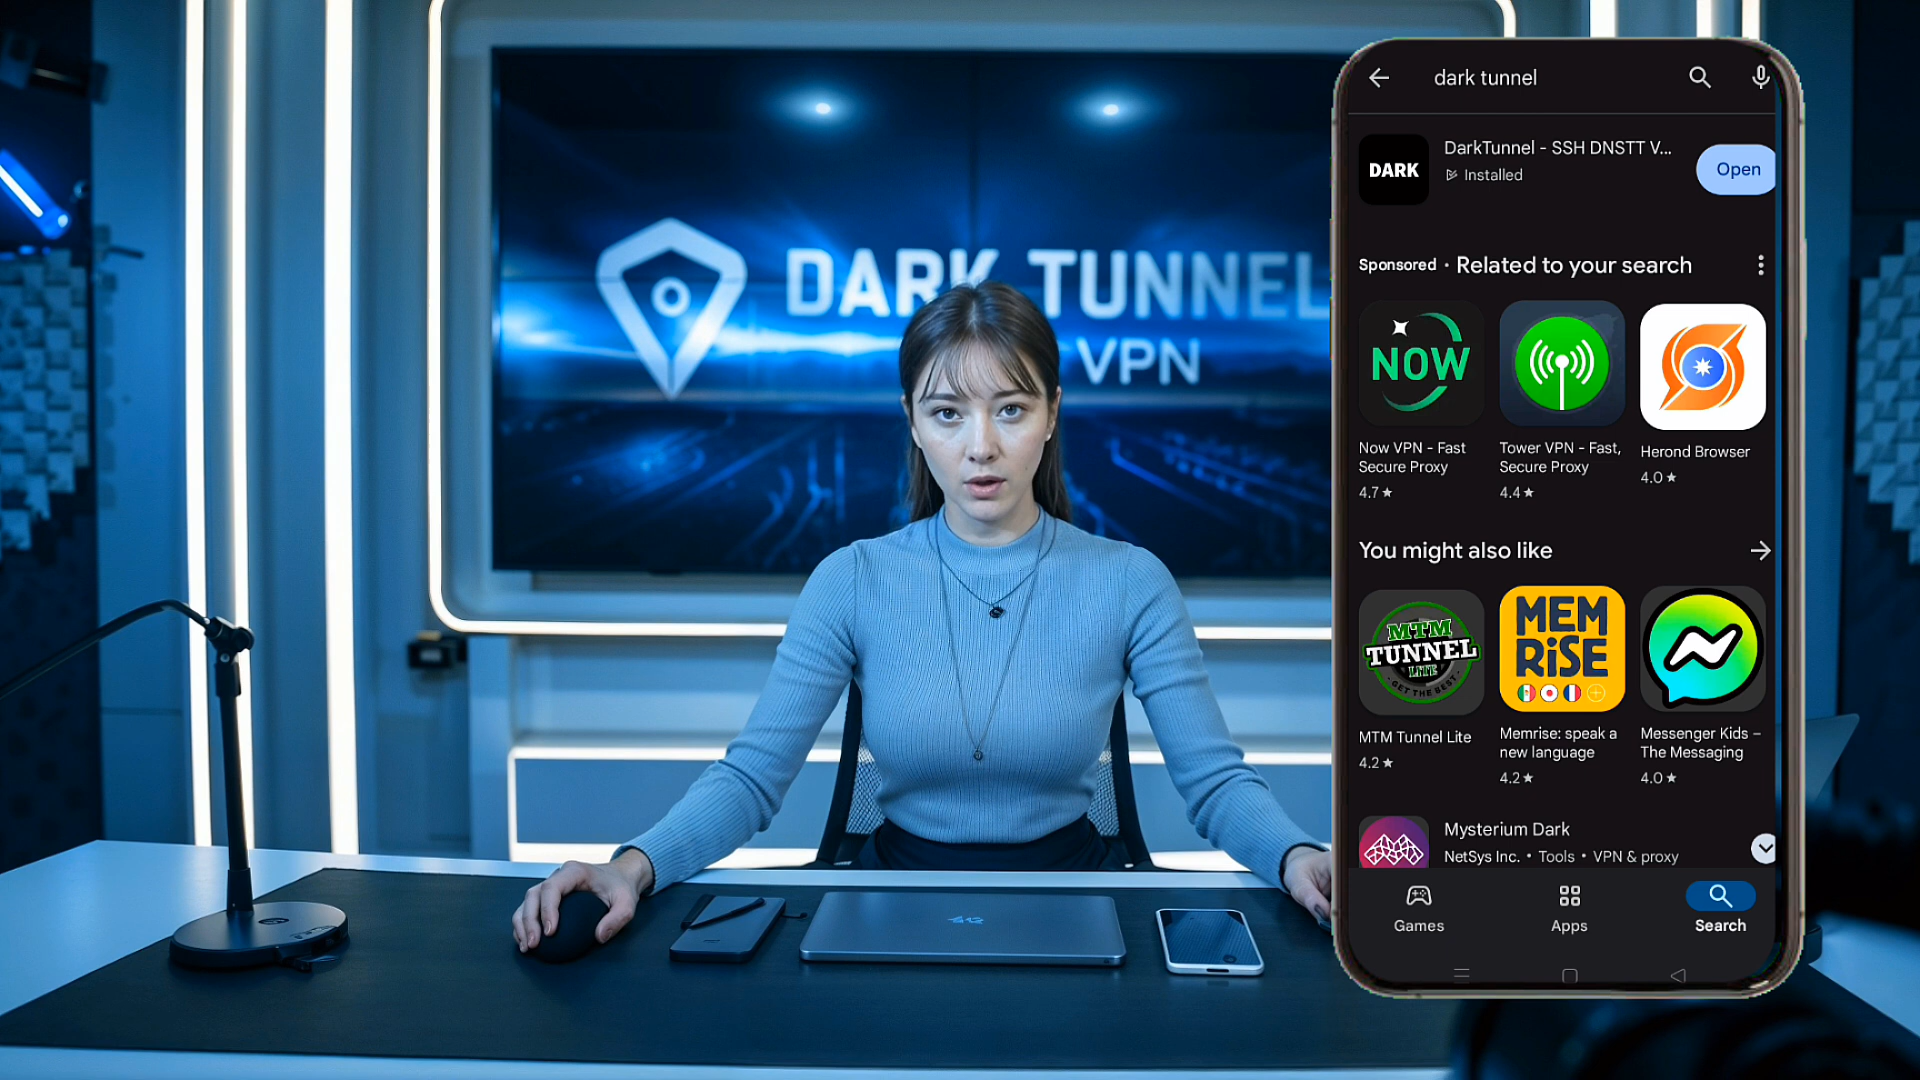 DARK TUNNEL
VPN
dark tunnel
DARK
DarkTunnel - SSH DNSTT V...
Installed
Open
Sponsored · Related to your search
NOW
Now VPN - Fast
Secure Proxy
4.7★
Tower VPN - Fast,
Secure Proxy
4.4★
Herond Browser
4.0★
You might also like
MTM
TUNNEL
LITE
· GET THE BEST ·
MTM Tunnel Lite
4.2★
MEM
RiSE
Memrise: speak a
new language
4.2★
Messenger Kids –
The Messaging
4.0★
Mysterium Dark
NetSys Inc. • Tools • VPN & proxy
Games
Apps
Search